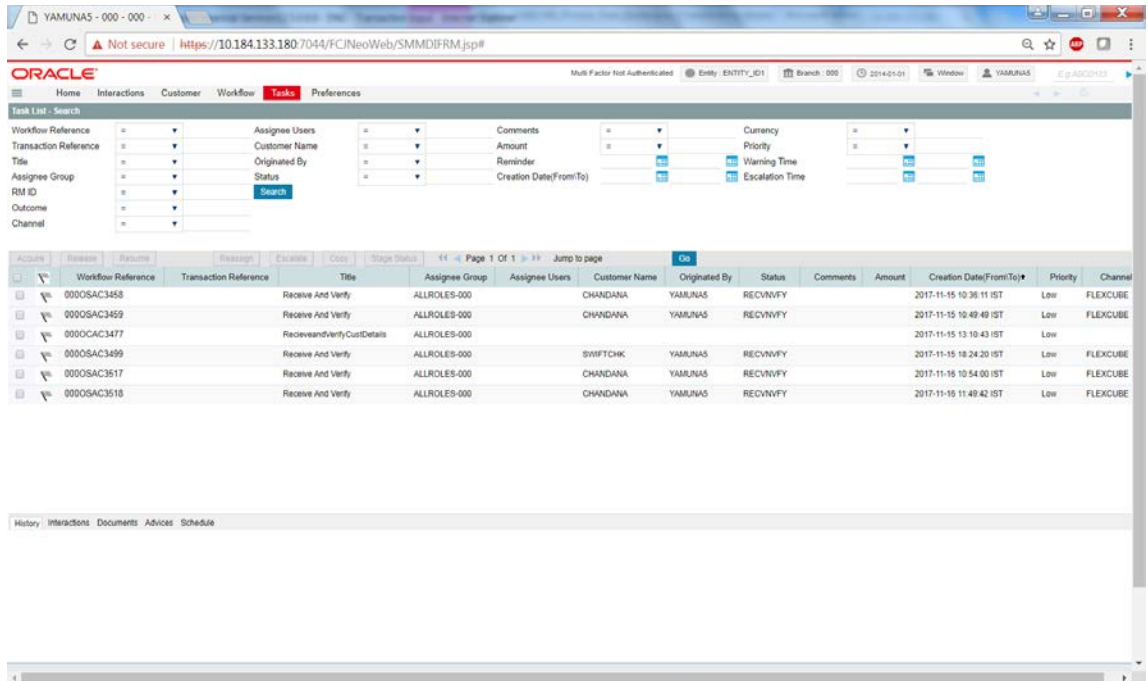 YAMUNA5 - 000 - 000 -
Not secure https://10.184.133.180:7044/FCJNeoWeb/SMMDIFRM.jsp# ABP
ORACLE Multi Factor Not Authenticated Entity : ENTITY_ID1 Branch : 000 2014-01-01 Window YAMUNA5
Home Interactions Customer Workflow Tasks Preferences
Task List - Search
Workflow Reference = Assignee Users = Comments = Currency =
Transaction Reference = Customer Name = Amount = Priority =
Title = Originated By = Reminder Warning Time
Assignee Group = Status = Creation Date(From\To) Escalation Time
RM ID = Search
Outcome =
Channel =
Acquire Release Resume Reassign Escalate Copy Stage Status Page 1 Of 1 Jump to page Go
Workflow Reference Transaction Reference Title Assignee Group Assignee Users Customer Name Originated By Status Comments Amount Creation Date(From\To) Priority Channel
000OSAC3458 Receive And Verify ALLROLES-000 CHANDANA YAMUNA5 RECVNVFY 2017-11-15 10:36:11 IST Low FLEXCUBE
000OSAC3459 Receive And Verify ALLROLES-000 CHANDANA YAMUNA5 RECVNVFY 2017-11-15 10:49:49 IST Low FLEXCUBE
000OCAC3477 RecieveandVerifyCustDetails ALLROLES-000 2017-11-15 13:10:43 IST Low
000OSAC3499 Receive And Verify ALLROLES-000 SWIFTCHK YAMUNA5 RECVNVFY 2017-11-15 18:24:20 IST Low FLEXCUBE
000OSAC3517 Receive And Verify ALLROLES-000 CHANDANA YAMUNA5 RECVNVFY 2017-11-16 10:54:00 IST Low FLEXCUBE
000OSAC3518 Receive And Verify ALLROLES-000 CHANDANA YAMUNA5 RECVNVFY 2017-11-16 11:49:42 IST Low FLEXCUBE
History Interactions Documents Advices Schedule